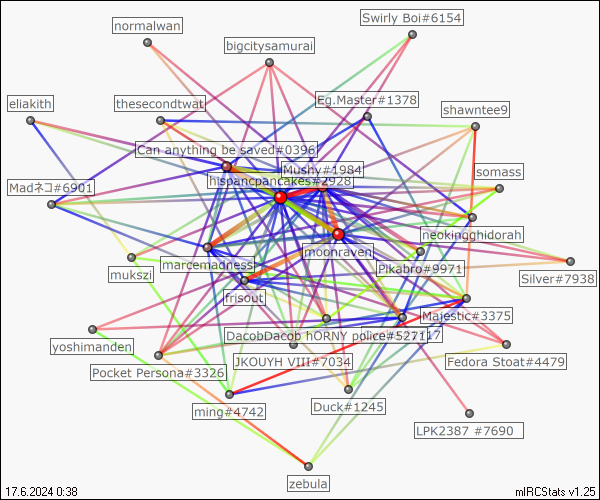 Swirly Boi#6154
normalwan
bigcitysamurai
eliakith
thesecondtwat
Eg.Master#1378
shawntee9
Can anything be saved#0396
Mushy#1984
hispancpancakes#2928
somass
Madネコ#6901
neokingghidorah
moonraven
marcemadness
Pikabro#9971
mukszi
Silver#7938
frisout
Majestic#3375
DacobDacob hORNY police#5271
yoshimanden
JKOUYH VIII#7034
Fedora Stoat#4479
Pocket Persona#3326
ming#4742
Duck#1245
LPK2387 #7690
zebula
17.6.2024 0:38
mIRCStats v1.25